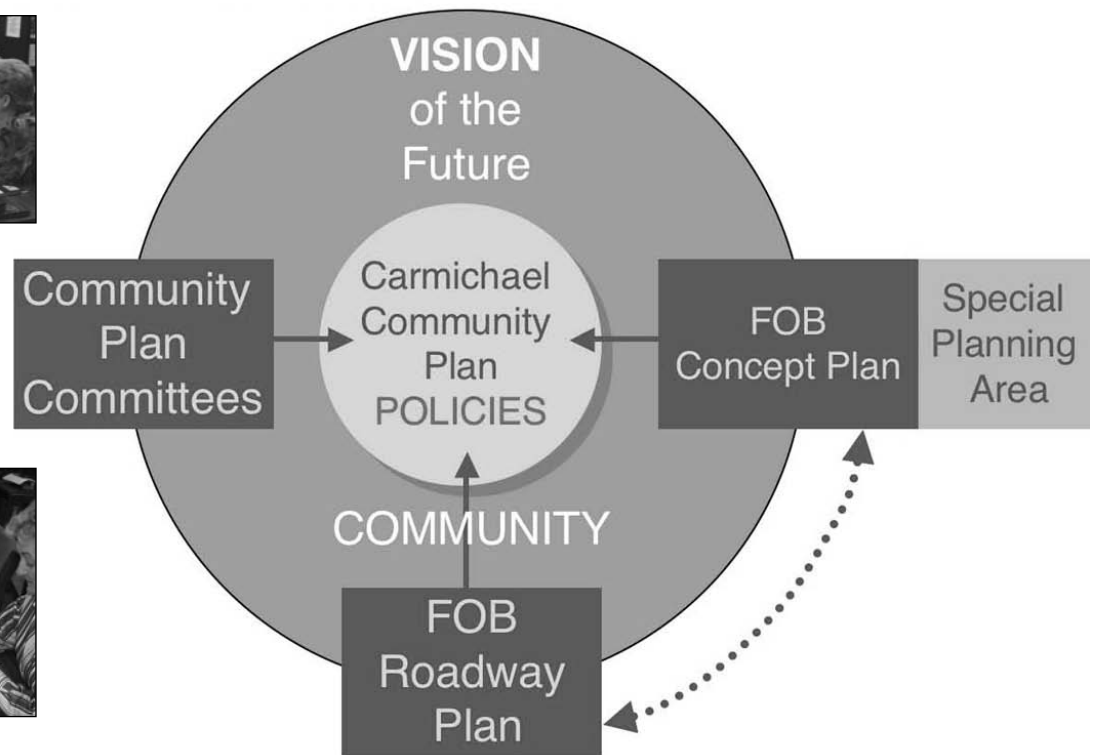 VISION
of the
Future
Community
Plan
Committees
Carmichael
Community
Plan
POLICIES
FOB
Concept Plan
Special
Planning
Area
COMMUNITY
FOB
Roadway
Plan